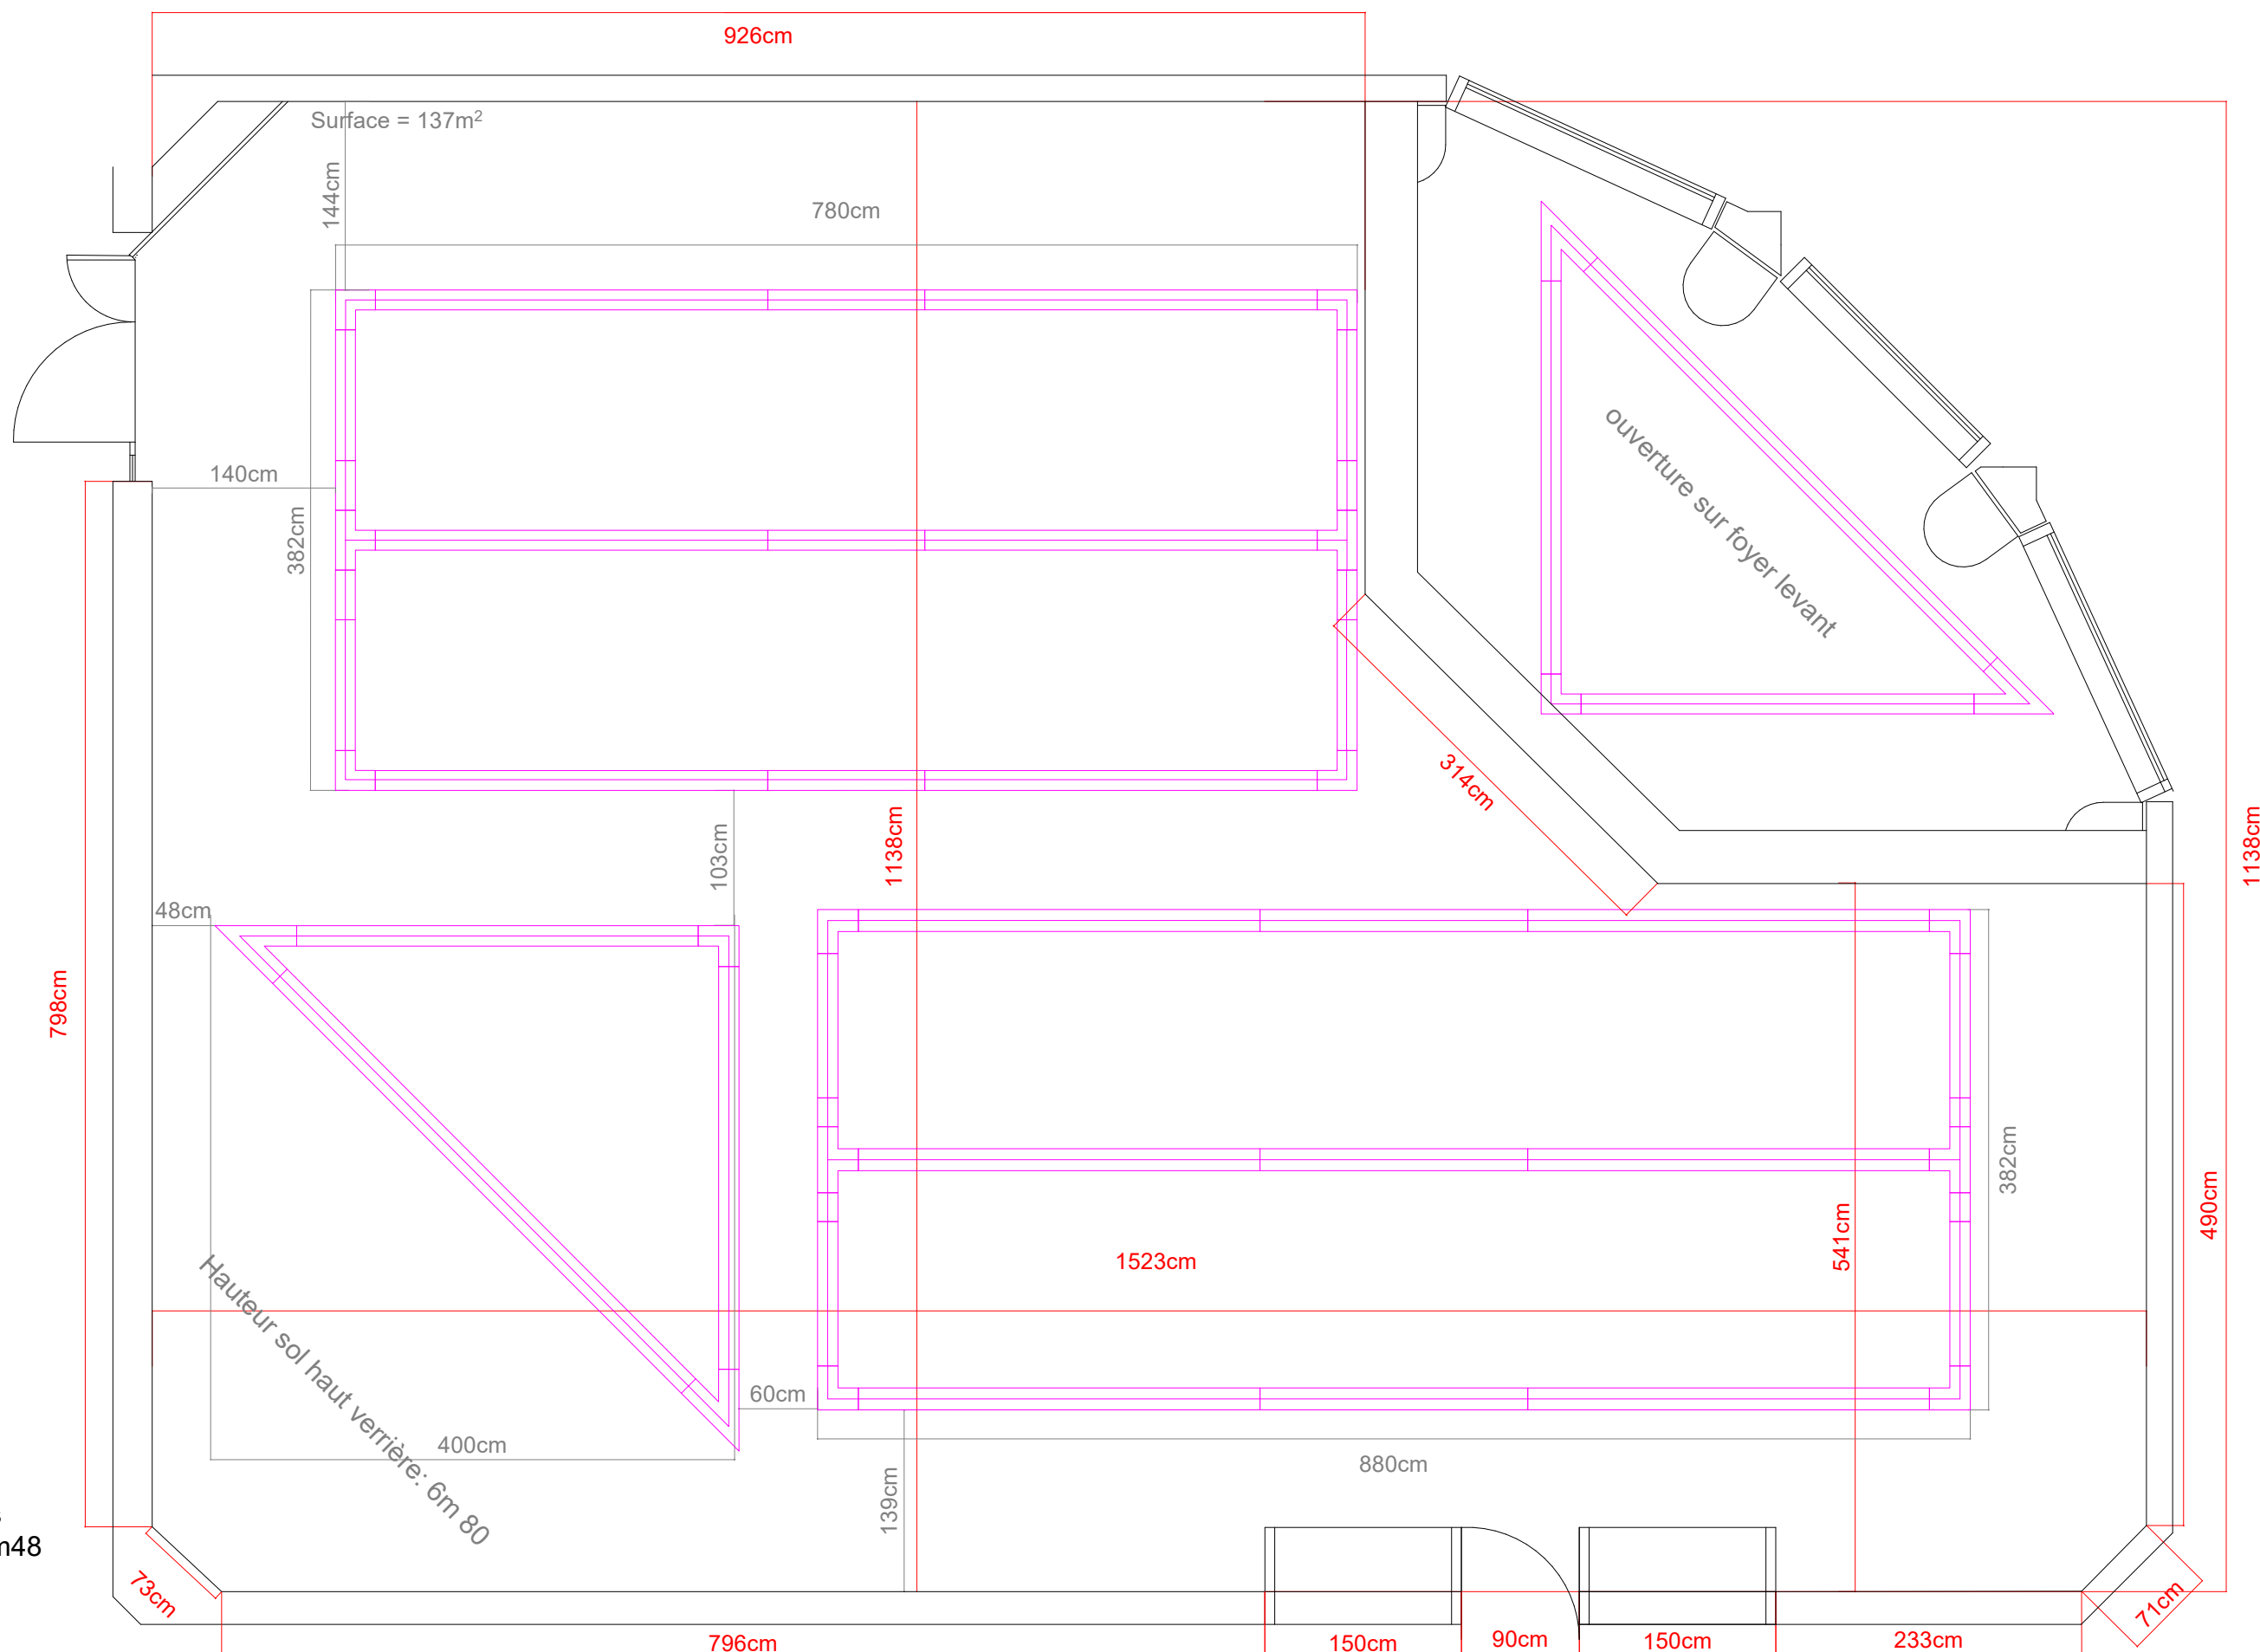 926cm
Surface = 137m²
144cm
780cm
140cm
382cm
ouverture sur foyer levant
314cm
1138cm
1138cm
103cm
48cm
798cm
382cm
490cm
541cm
1523cm
Hauteur sol haut verrière: 6m 80
60cm
400cm
880cm
139cm
m48
73cm
71cm
796cm
150cm
90cm
150cm
233cm